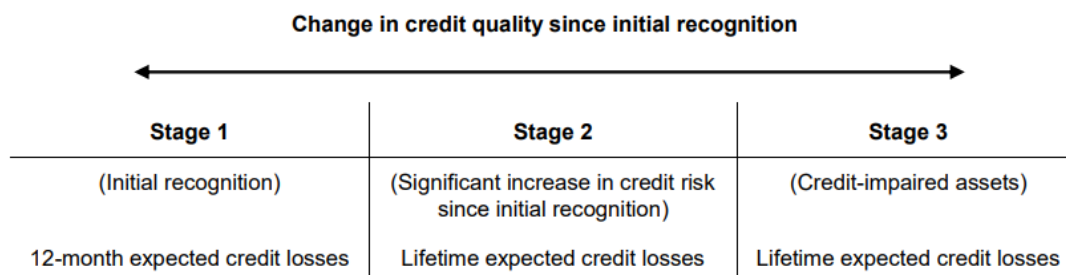 Change in credit quality since initial recognition
Stage 1
Stage 2
Stage 3
(Initial recognition)
(Significant increase in credit risk
since initial recognition)
(Credit-impaired assets)
12-month expected credit losses
Lifetime expected credit losses
Lifetime expected credit losses